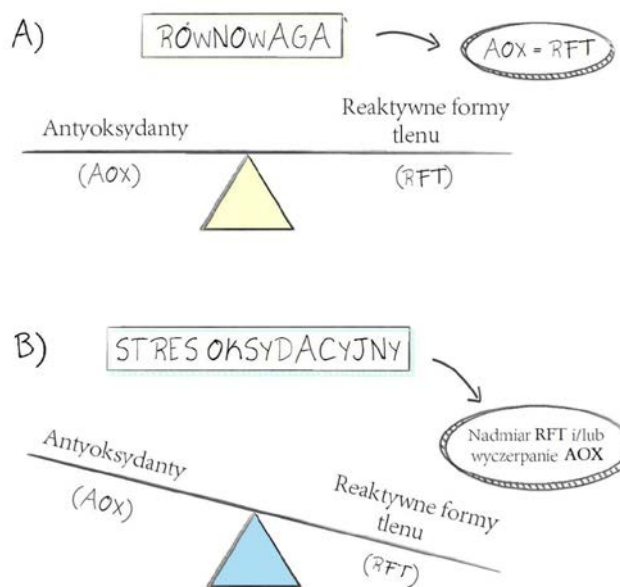 A)
RÓWNOWAGA
AOX = RFT
Antyoksydanty
(AOX)
Reaktywne formy
tlenu
(RFT)
B)
STRES OKSYDACYJNY
Nadmiar RFT i/lub
wyczerpanie AOX
Antyoksydanty
(AOX)
Reaktywne formy
tlenu
(RFT)